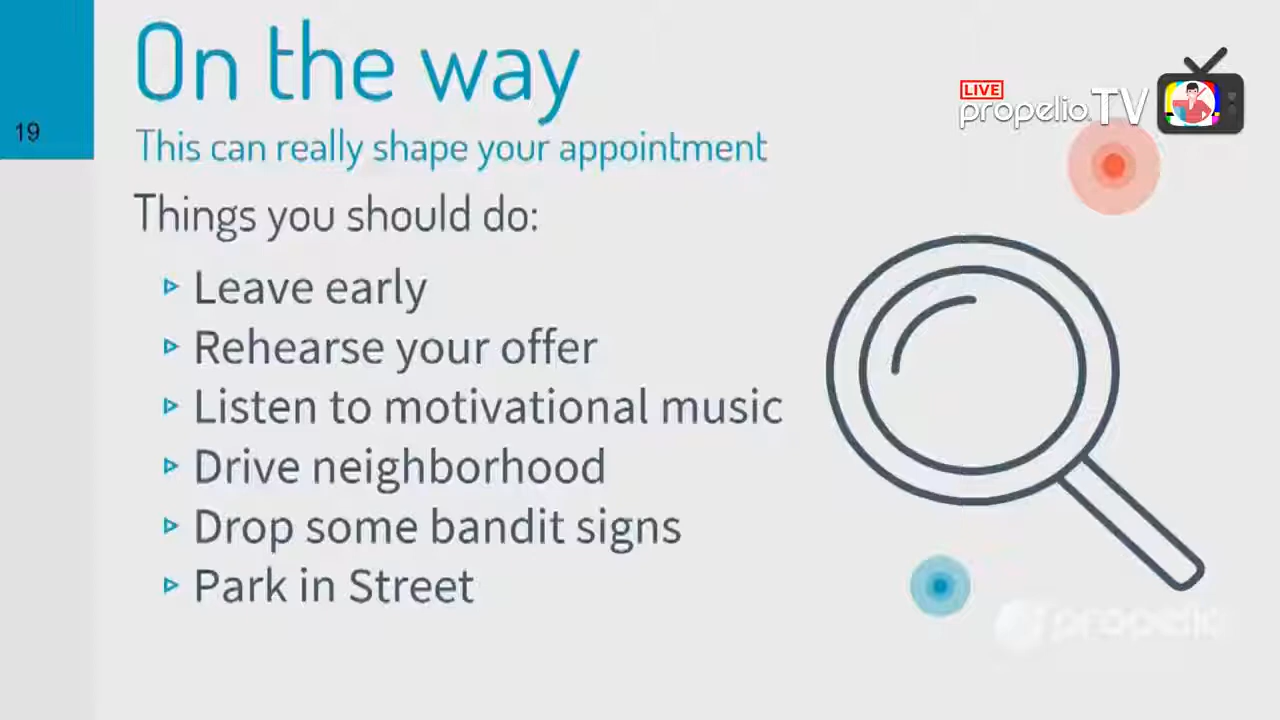 On the way
LIVE
propelio TV
19
This can really shape your appointment
Things you should do:
Leave early
Rehearse your offer
Listen to motivational music
Drive neighborhood
Drop some bandit signs
Park in Street
propelio